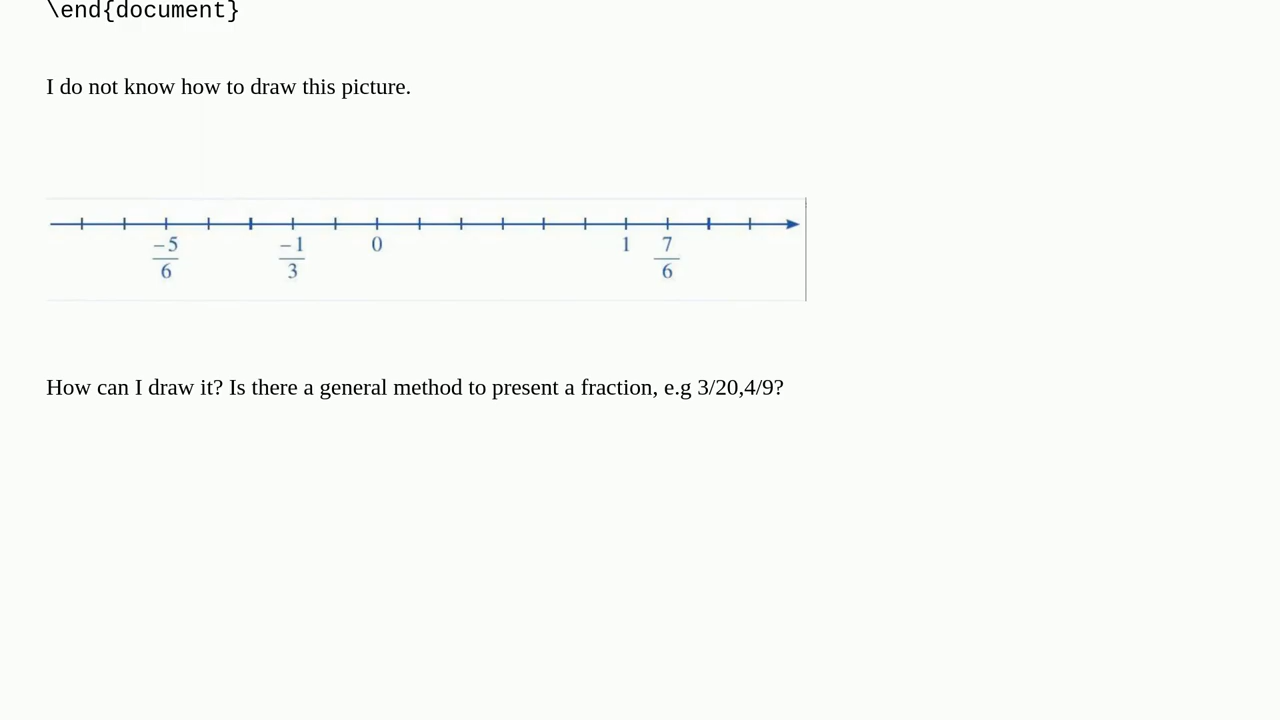 \end{document}
I do not know how to draw this picture.
−5 −1 0 1 7
6 3 6
How can I draw it? Is there a general method to present a fraction, e.g 3/20,4/9?